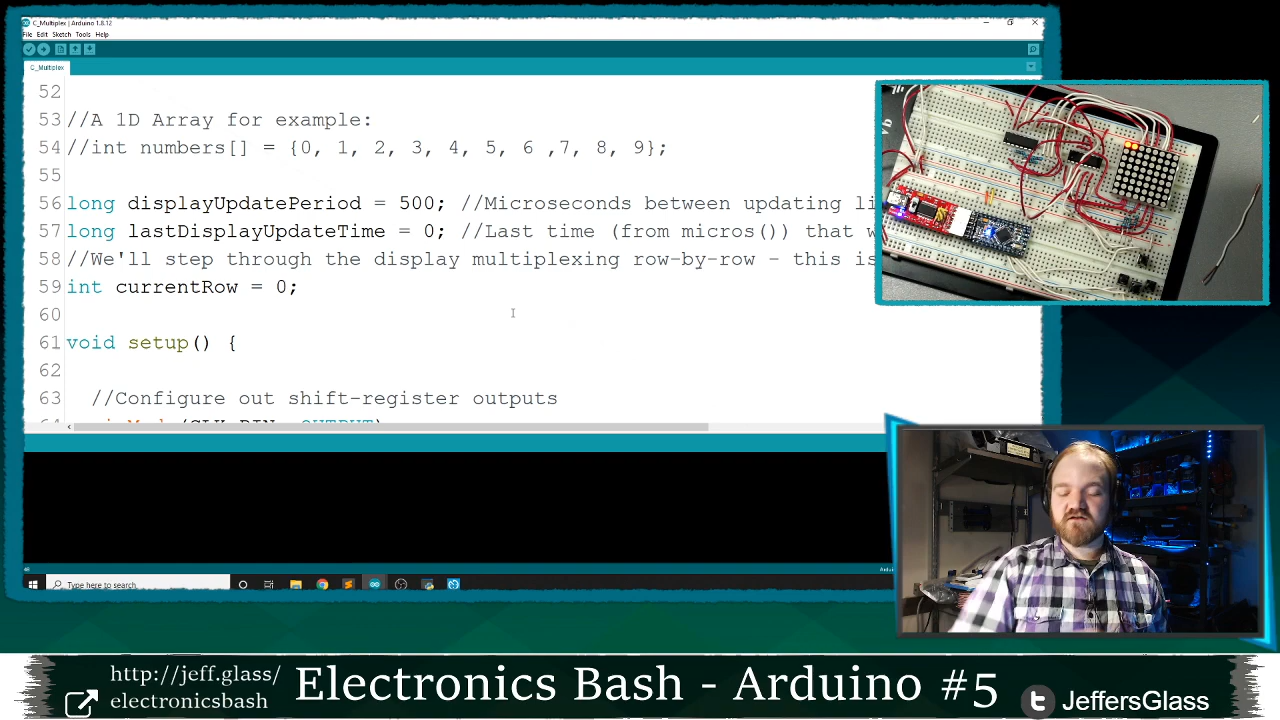 C_Multiplex | Arduino 1.8.12
File Edit Sketch Tools Help
C_Multiplex
52
53 //A 1D Array for example:
54 //int numbers[] = {0, 1, 2, 3, 4, 5, 6 ,7, 8, 9};
55
56 long displayUpdatePeriod = 500; //Microseconds between updating li
57 long lastDisplayUpdateTime = 0; //Last time (from micros()) that w
58 //We'll step through the display multiplexing row-by-row - this is
59 int currentRow = 0;
60
61 void setup() {
62
63 //Configure out shift-register outputs
Type here to search
http://jeff.glass/
electronicsbash
Electronics Bash - Arduino #5
JeffersGlass